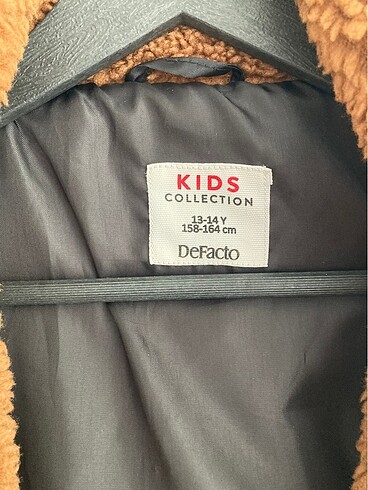 KIDS
COLLECTION
13-14 Y
158-164 cm
DeFacto